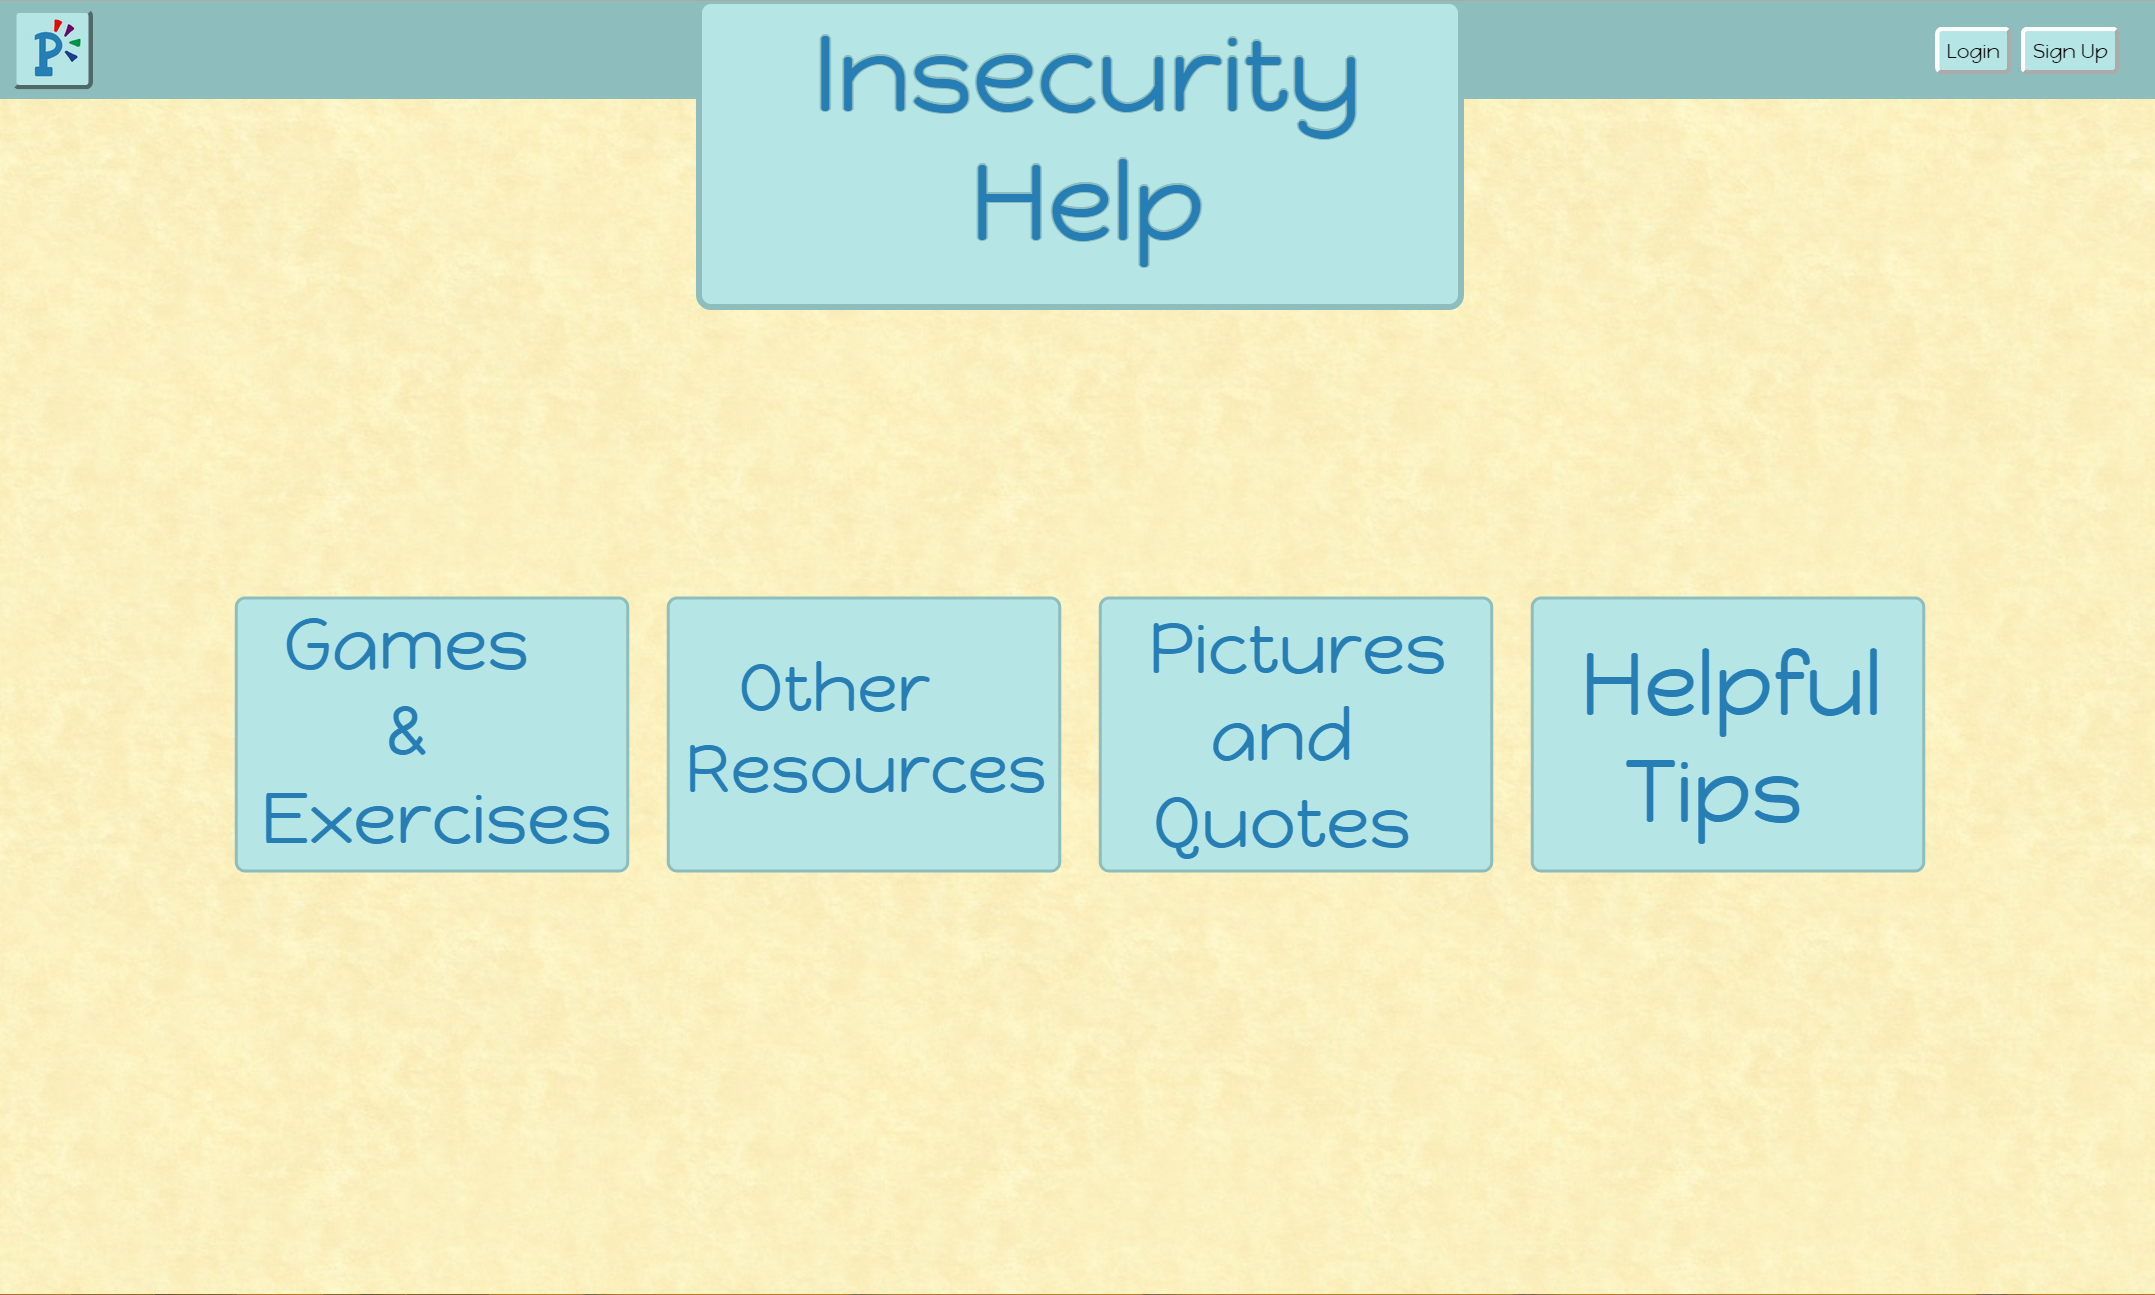 P
Login
Sign Up
Insecurity
Help
Games
&
Exercises
Other
Resources
Pictures
and
Quotes
Helpful
Tips